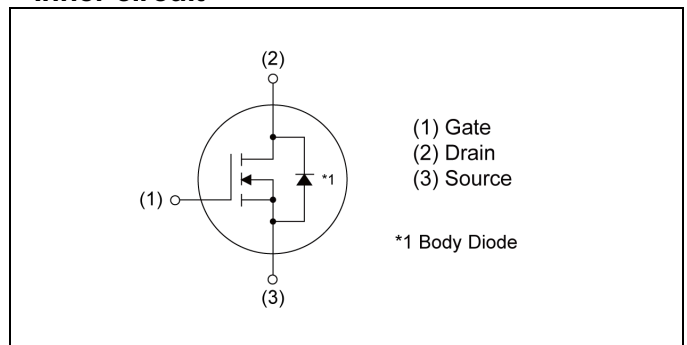 (2)
(1) Gate
(2) Drain
(3) Source
*1
(1)
*1 Body Diode
(3)